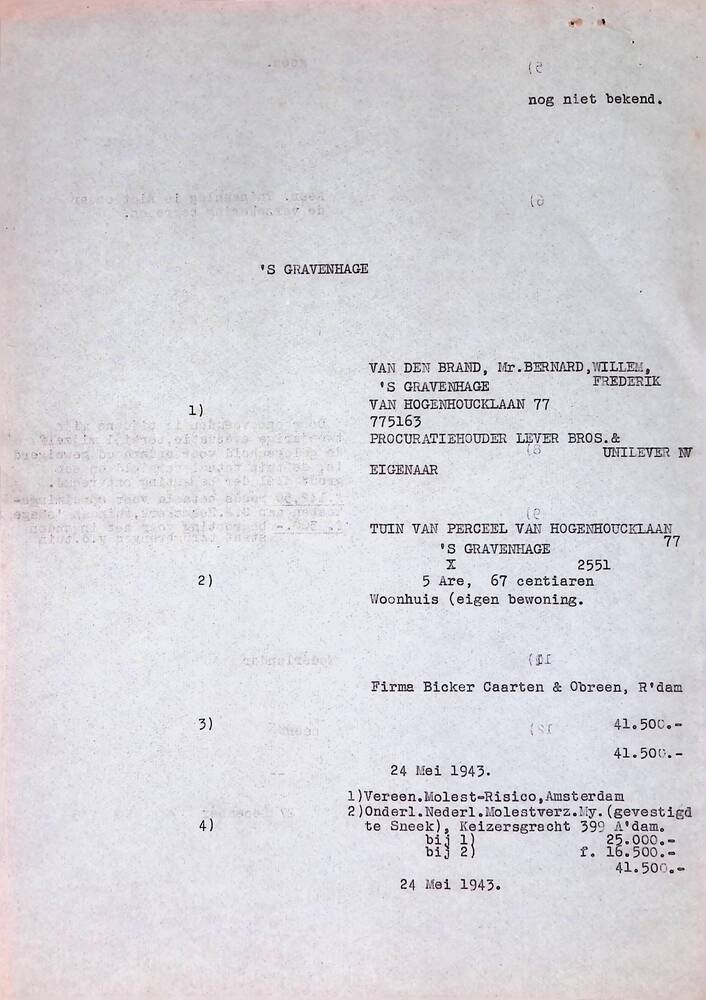 nog niet bekend.
'S GRAVENHAGE
VAN DEN BRAND, Mr.BERNARD,WILLEM,
FREDERIK
'S GRAVENHAGE
1)
VAN HOGENHOUCKLAAN 77
775163
PROCURATIEHOUDER LEVER BROS.&
UNILEVER NV
EIGENAAR
TUIN VAN PERCEEL VAN HOGENHOUCKLAAN
77
'S GRAVENHAGE
X 2551
2)
5 Are, 67 centiaren
Woonhuis (eigen bewoning.
Firma Bicker Caarten & Obreen, R'dam
3)
41.500.-
41.500.-
24 Mei 1943.
1)Vereen.Molest-Risico,Amsterdam
2)Onderl.Nederl.Molestverz.My.(gevestigd
4)
te Sneek), Keizersgracht 399 A'dam.
bij 1) 25.000.-
bij 2) f. 16.500.-
41.500.-
24 Mei 1943.